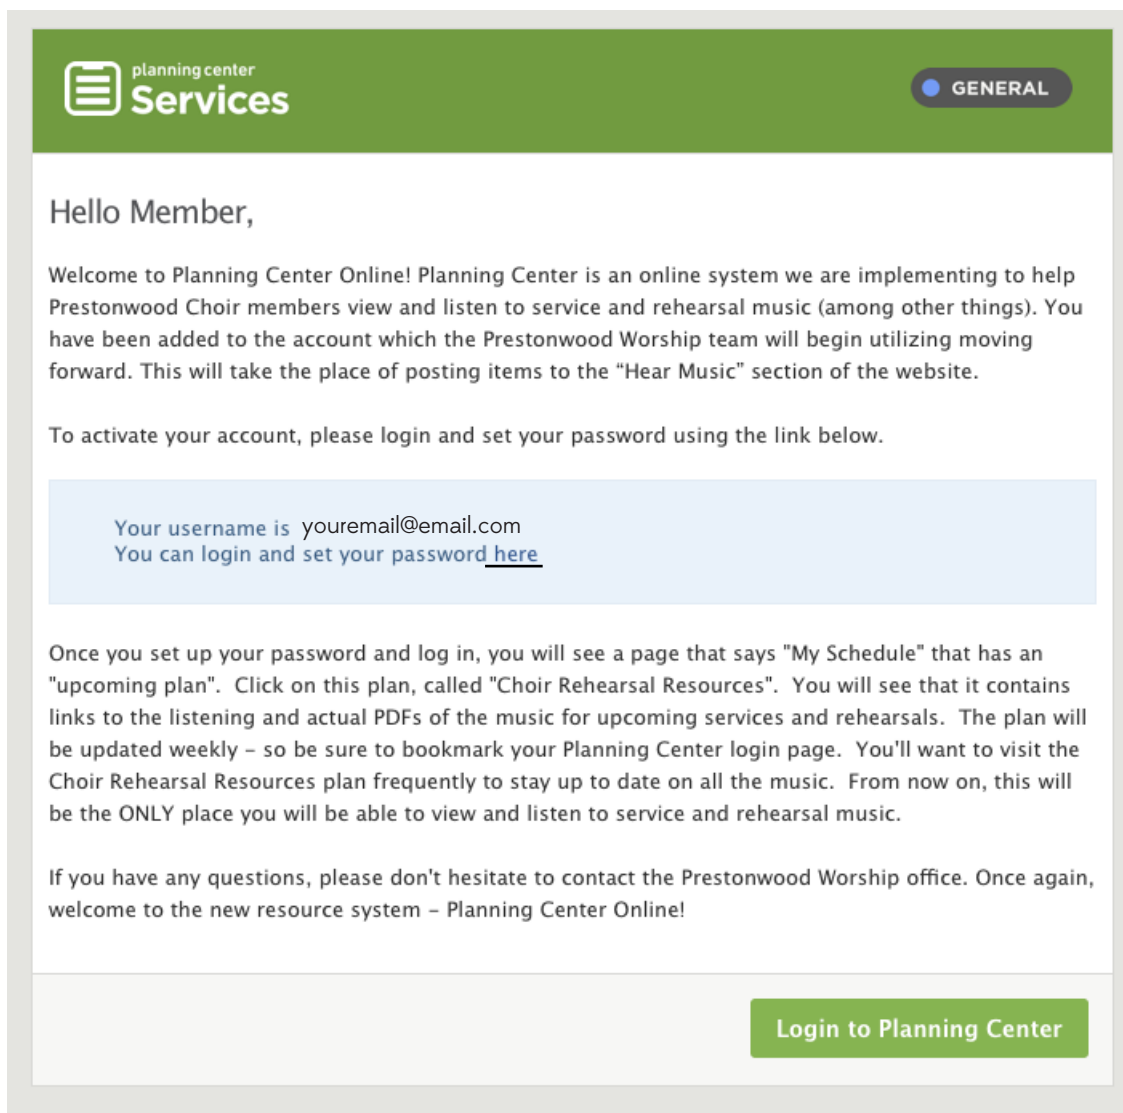 planning center
Services
GENERAL
Hello Member,
Welcome to Planning Center Online! Planning Center is an online system we are implementing to help
Prestonwood Choir members view and listen to service and rehearsal music (among other things). You
have been added to the account which the Prestonwood Worship team will begin utilizing moving
forward. This will take the place of posting items to the “Hear Music” section of the website.
To activate your account, please login and set your password using the link below.
Your username is youremail@email.com
You can login and set your password here
Once you set up your password and log in, you will see a page that says "My Schedule" that has an
"upcoming plan".  Click on this plan, called "Choir Rehearsal Resources".  You will see that it contains
links to the listening and actual PDFs of the music for upcoming services and rehearsals.  The plan will
be updated weekly – so be sure to bookmark your Planning Center login page.  You'll want to visit the
Choir Rehearsal Resources plan frequently to stay up to date on all the music.  From now on, this will
be the ONLY place you will be able to view and listen to service and rehearsal music.
If you have any questions, please don't hesitate to contact the Prestonwood Worship office. Once again,
welcome to the new resource system – Planning Center Online!
Login to Planning Center